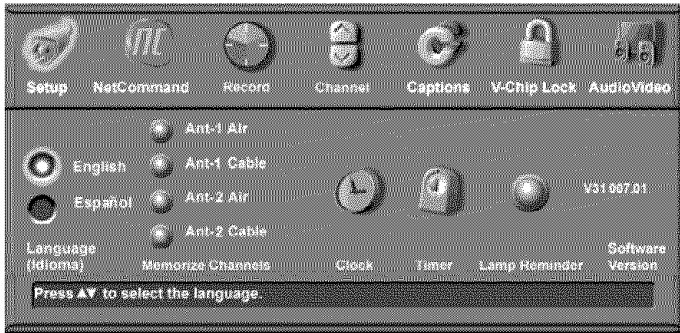 Setup NetCommand Record Channel Captions V-Chip Lock AudioVideo
Ant-1 Air
English Ant-1 Cable
Español Ant-2 Air V31 007.01
Ant-2 Cable
Language Software
(Idioma) Memorize Channels Clock Timer Lamp Reminder Version
Press ▲▼ to select the language.